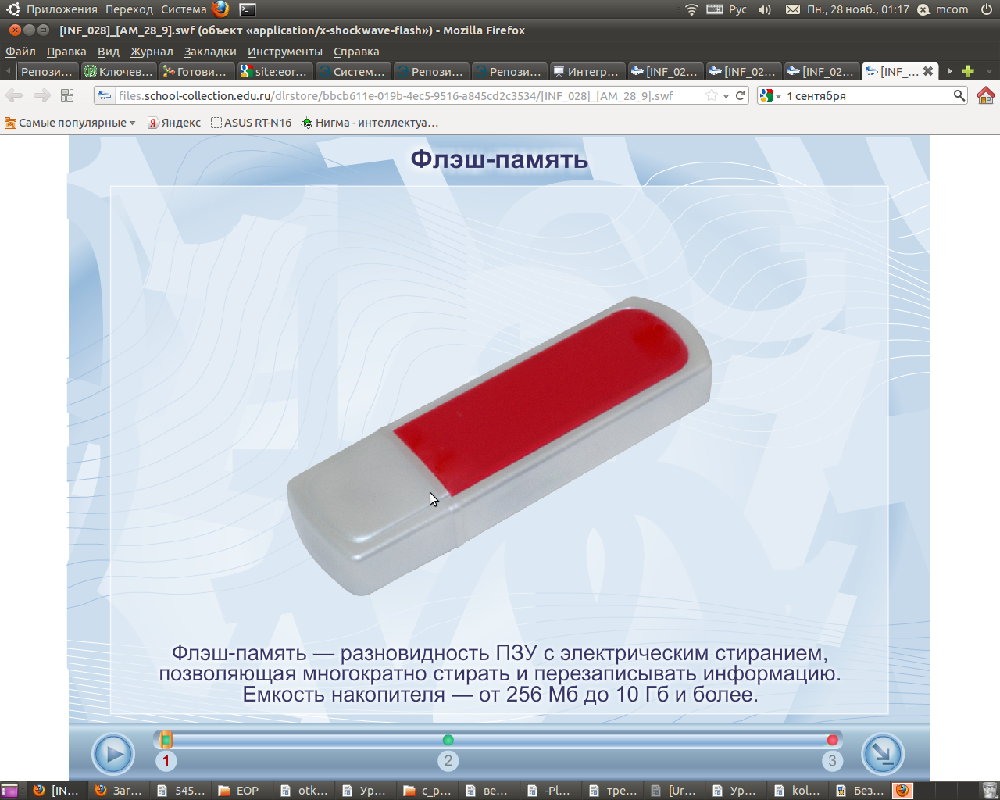 Приложения Переход Система Рус Пн., 28 нояб., 01:17 mcom
[INF_028]_[AM_28_9].swf (объект «application/x-shockwave-flash») - Mozilla Firefox
Файл Правка Вид Журнал Закладки Инструменты Справка
Репози... Ключев... Готови... site:eor... Систем... Репози... Репози... Интегр... [INF_02... [INF_02... [INF_02... [INF_...
files.school-collection.edu.ru/dlrstore/bbcb611e-019b-4ec5-9516-a845cd2c3534/[INF_028]_[AM_28_9].swf 1 сентября
Самые популярные Яндекс ASUS RT-N16 Нигма - интеллектуа...
Флэш-память
Флэш-память — разновидность ПЗУ с электрическим стиранием,
позволяющая многократно стирать и перезаписывать информацию.
Емкость накопителя — от 256 Мб до 10 Гб и более.
1 2 3
[IN... Заг... 545... ЕОР otk... Ур... c_p... ве... -Pl... тре... [Ur... Ур... kol... Без...